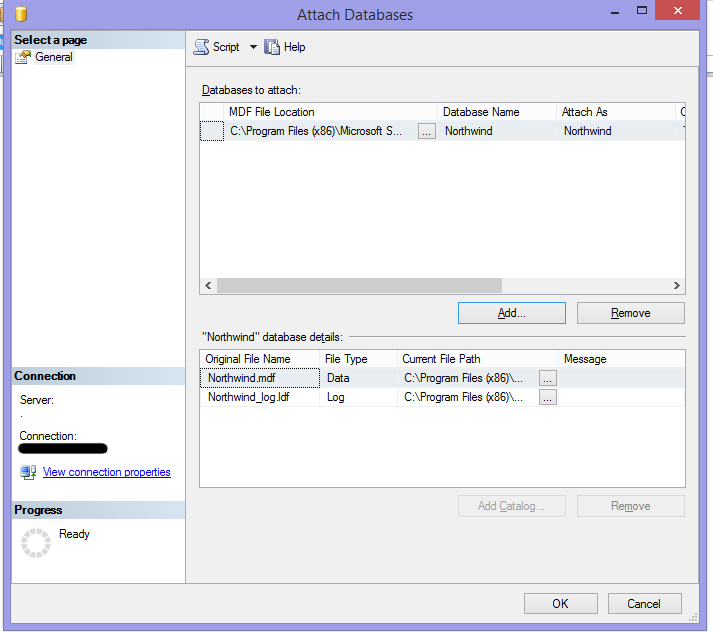 Attach Databases
Select a page
General
Script
Help
Databases to attach:
MDF File Location Database Name Attach As
C:\Program Files (x86)\Microsoft S... ... Northwind Northwind
Add... Remove
"Northwind" database details:
Original File Name File Type Current File Path Message
Northwind.mdf Data C:\Program Files (x86)\... ...
Northwind_log.ldf Log C:\Program Files (x86)\... ...
Add Catalog... Remove
Connection
Server:
.
Connection:
View connection properties
Progress
Ready
OK Cancel